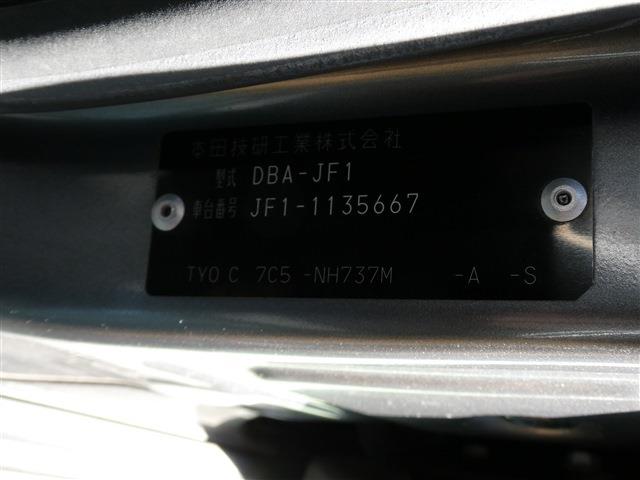 本田技研工業株式会社
型式 DBA-JF1
車台番号 JF1-1135667
TYO C 7C5 -NH737M -A -S